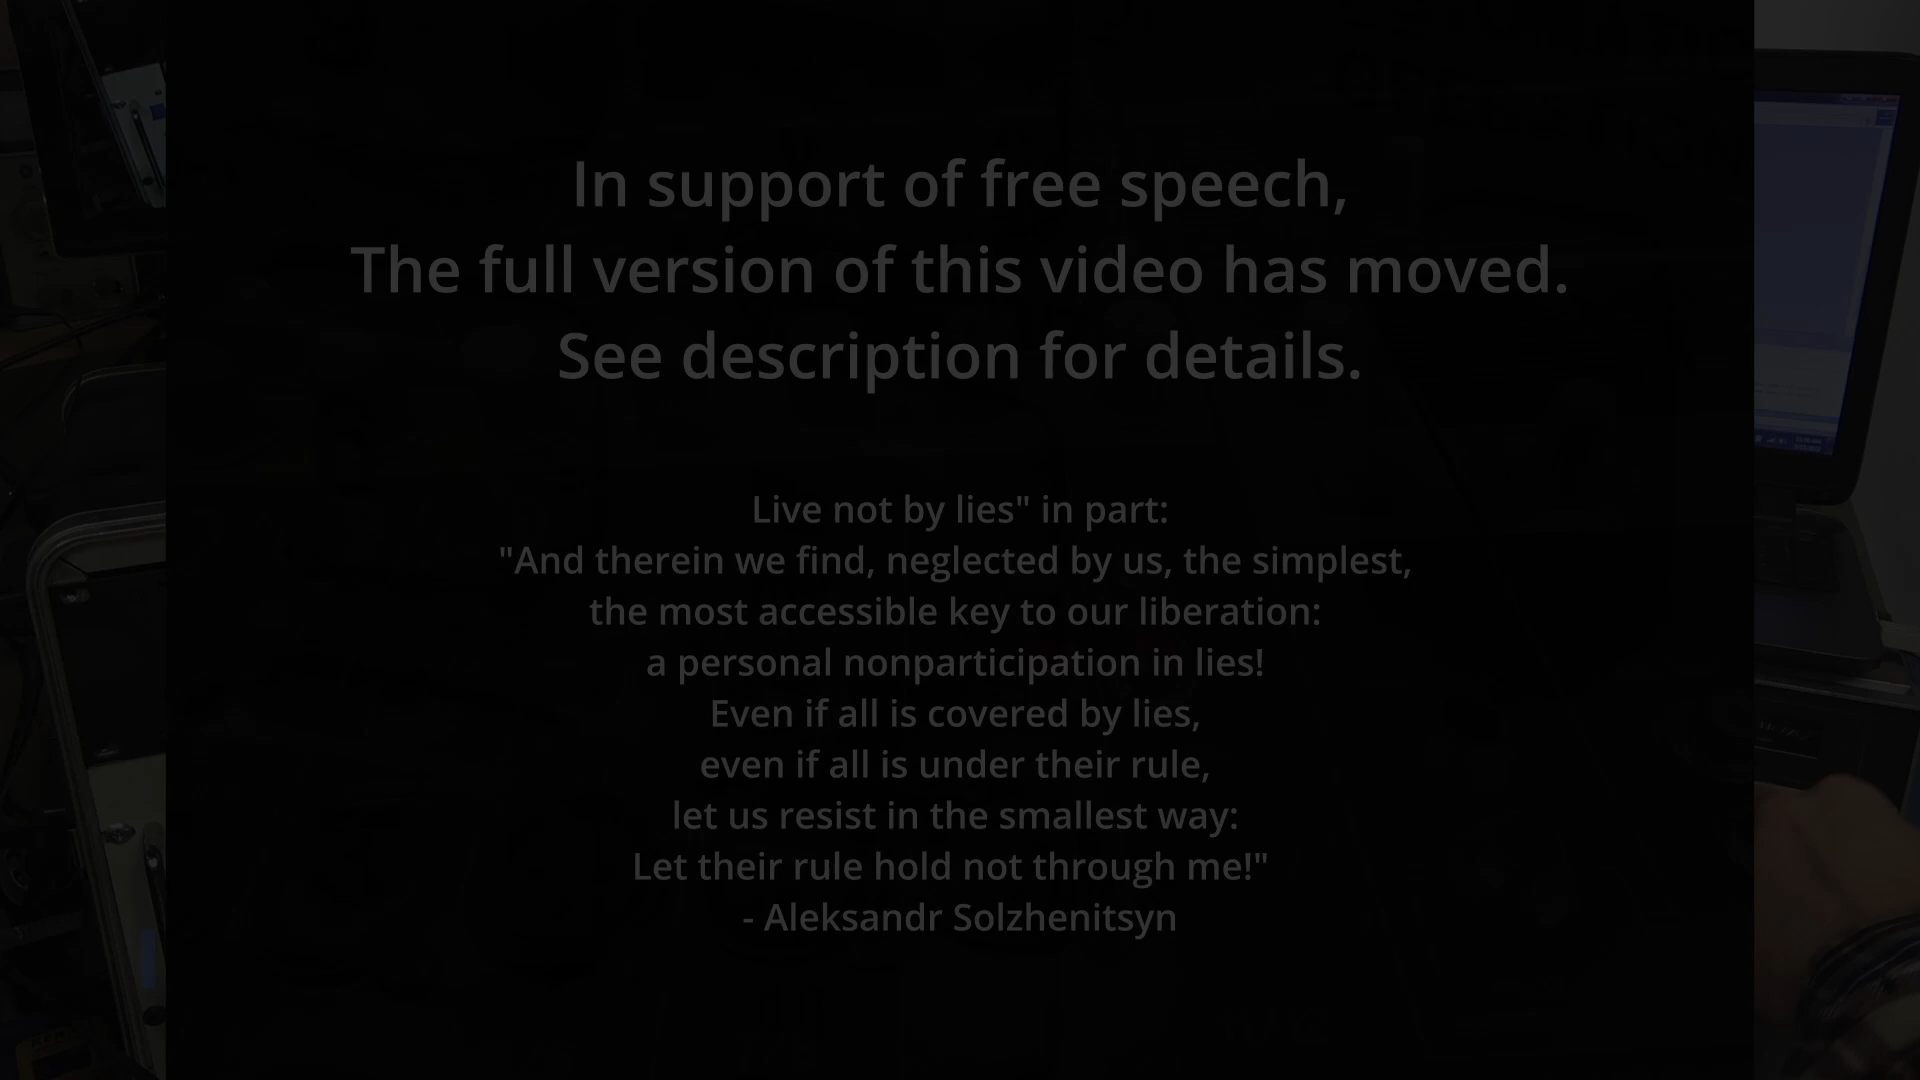 In support of free speech,
The full version of this video has moved.
See description for details.
Live not by lies" in part:
"And therein we find, neglected by us, the simplest,
the most accessible key to our liberation:
a personal nonparticipation in lies!
Even if all is covered by lies,
even if all is under their rule,
let us resist in the smallest way:
Let their rule hold not through me!"
- Aleksandr Solzhenitsyn